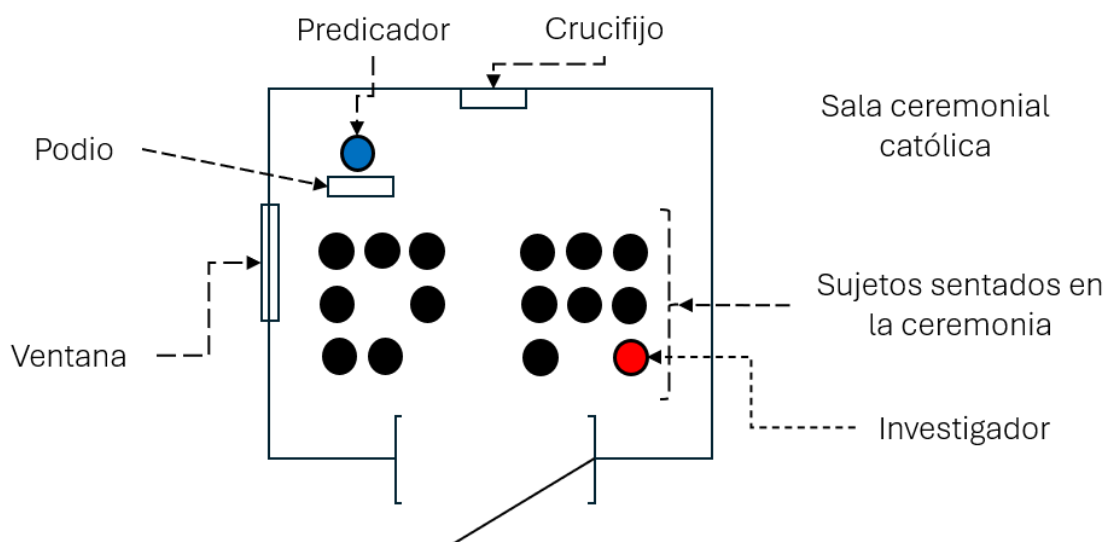 Predicador
Crucifijo
Sala ceremonial
católica
Podio
Sujetos sentados en
la ceremonia
Ventana
Investigador